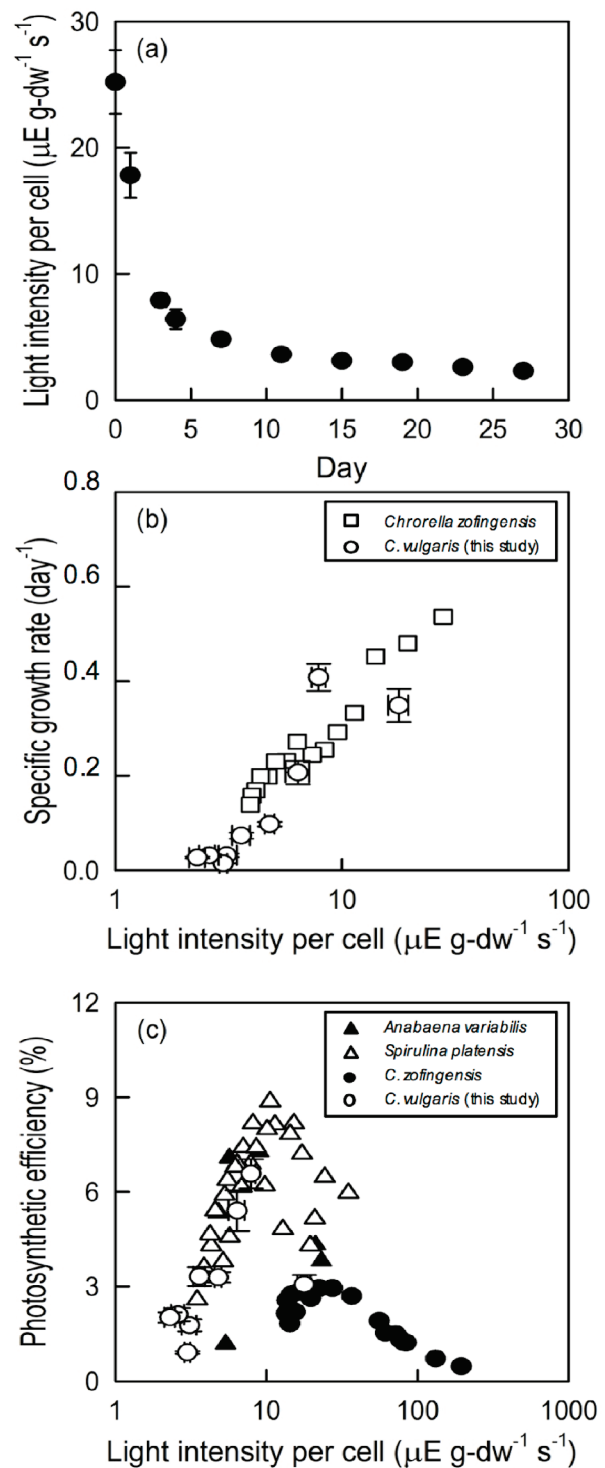 (a)
Light intensity per cell (μE g-dw⁻¹ s⁻¹)
30
20
10
0
0 5 10 15 20 25 30
Day
(b)
Specific growth rate (day⁻¹)
0.8
0.6
0.4
0.2
0.0
Chrorella zofingensis
C. vulgaris (this study)
1 10 100
Light intensity per cell (μE g-dw⁻¹ s⁻¹)
(c)
Photosynthetic efficiency (%)
12
9
6
3
0
Anabaena variabilis
Spirulina platensis
C. zofingensis
C. vulgaris (this study)
1 10 100 1000
Light intensity per cell (μE g-dw⁻¹ s⁻¹)